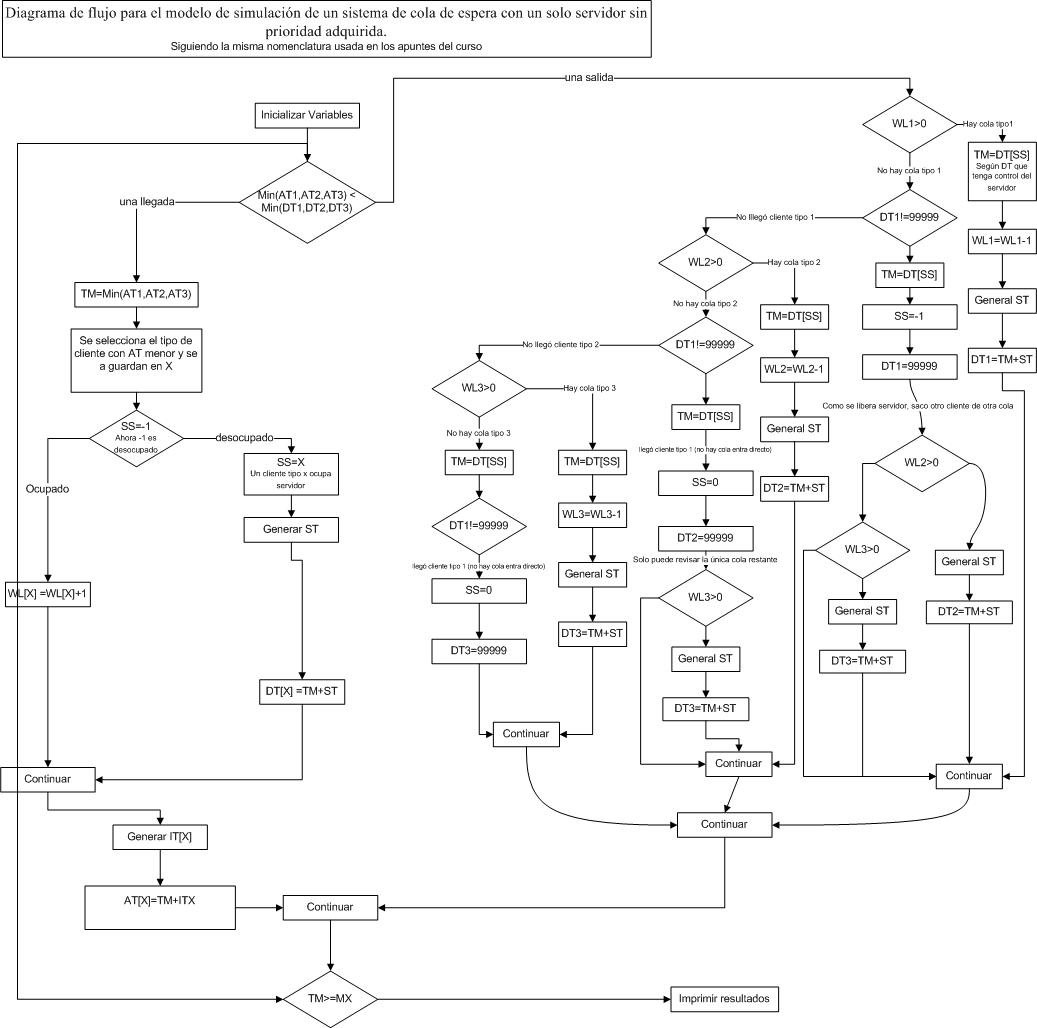 Diagrama de flujo para el modelo de simulación de un sistema de cola de espera con un solo servidor sin
prioridad adquirida.
Siguiendo la misma nomenclatura usada en los apuntes del curso
una salida
Inicializar Variables
Min(AT1,AT2,AT3) <
Min(DT1,DT2,DT3)
una llegada
TM=Min(AT1,AT2,AT3)
Se selecciona el tipo de
cliente con AT menor y se
a guardan en X
SS=-1
Ahora -1 es
desocupado
desocupado
Ocupado
SS=X
Un cliente tipo x ocupa
servidor
Generar ST
WL[X] =WL[X]+1
DT[X] =TM+ST
Continuar
Generar IT[X]
AT[X]=TM+ITX
Continuar
TM>=MX
Imprimir resultados
WL1>0
Hay cola tipo1
TM=DT[SS]
Según DT que
tenga control del
servidor
WL1=WL1-1
General ST
DT1=TM+ST
No hay cola tipo 1
DT1!=99999
No lllegó cliente tipo 1
TM=DT[SS]
SS=-1
DT1=99999
Como se libera servidor, saco otro cliente de otra cola
WL2>0
WL3>0
General ST
DT3=TM+ST
General ST
DT2=TM+ST
Continuar
WL2>0
Hay cola tipo 2
TM=DT[SS]
WL2=WL2-1
General ST
DT2=TM+ST
No hay cola tipo 2
DT1!=99999
No llegó cliente tipo 2
TM=DT[SS]
llegó cliente tipo 1 (no hay cola entra directo)
SS=0
DT2=99999
Solo puede revisar la única cola restante
WL3>0
General ST
DT3=TM+ST
Continuar
WL3>0
Hay cola tipo 3
TM=DT[SS]
WL3=WL3-1
General ST
DT3=TM+ST
No hay cola tipo 3
TM=DT[SS]
DT1!=99999
llegó cliente tipo 1 (no hay cola entra directo)
SS=0
DT3=99999
Continuar
Continuar